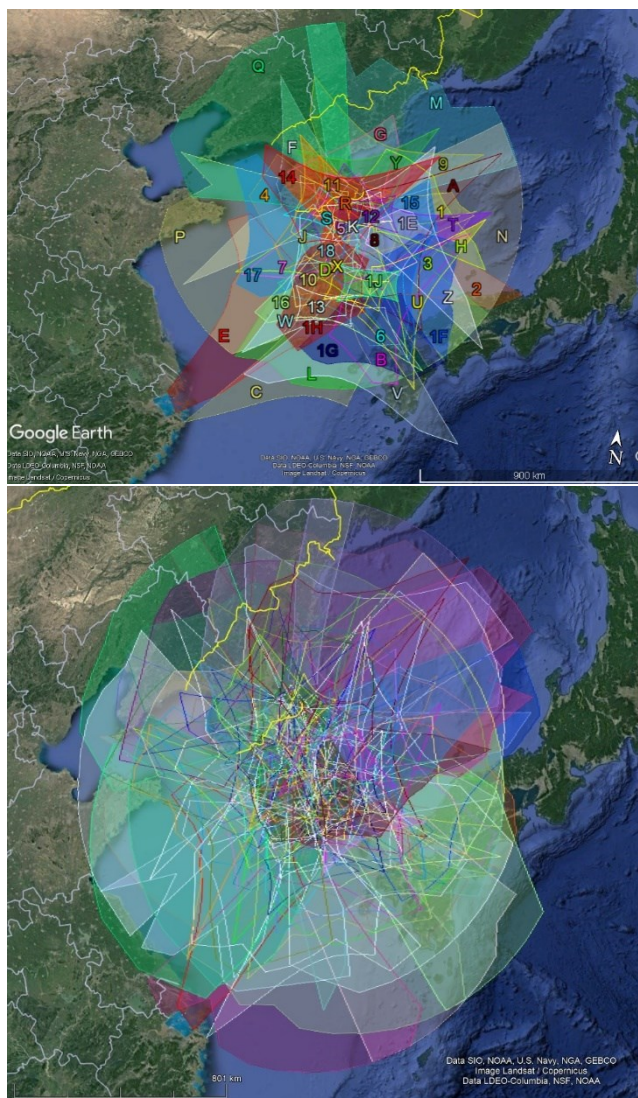 Q
M
G
F
Y
9
14
11
A
4
R
15
S
12
1
5
K
1E
T
P
J
8
N
18
H
7
D
X
3
17
10
1J
2
16
13
U
Z
W
E
1H
6
1F
1G
B
L
C
V
Google Earth
Data SIO, NOAA, U.S. Navy, NGA, GEBCO
Data LDEO-Columbia, NSF, NOAA
Image Landsat / Copernicus
Data SIO, NOAA, U.S. Navy, NGA, GEBCO
Data LDEO-Columbia, NSF, NOAA
Image Landsat / Copernicus
900 km
N
801 km
Data SIO, NOAA, U.S. Navy, NGA, GEBCO
Image Landsat / Copernicus
Data LDEO-Columbia, NSF, NOAA